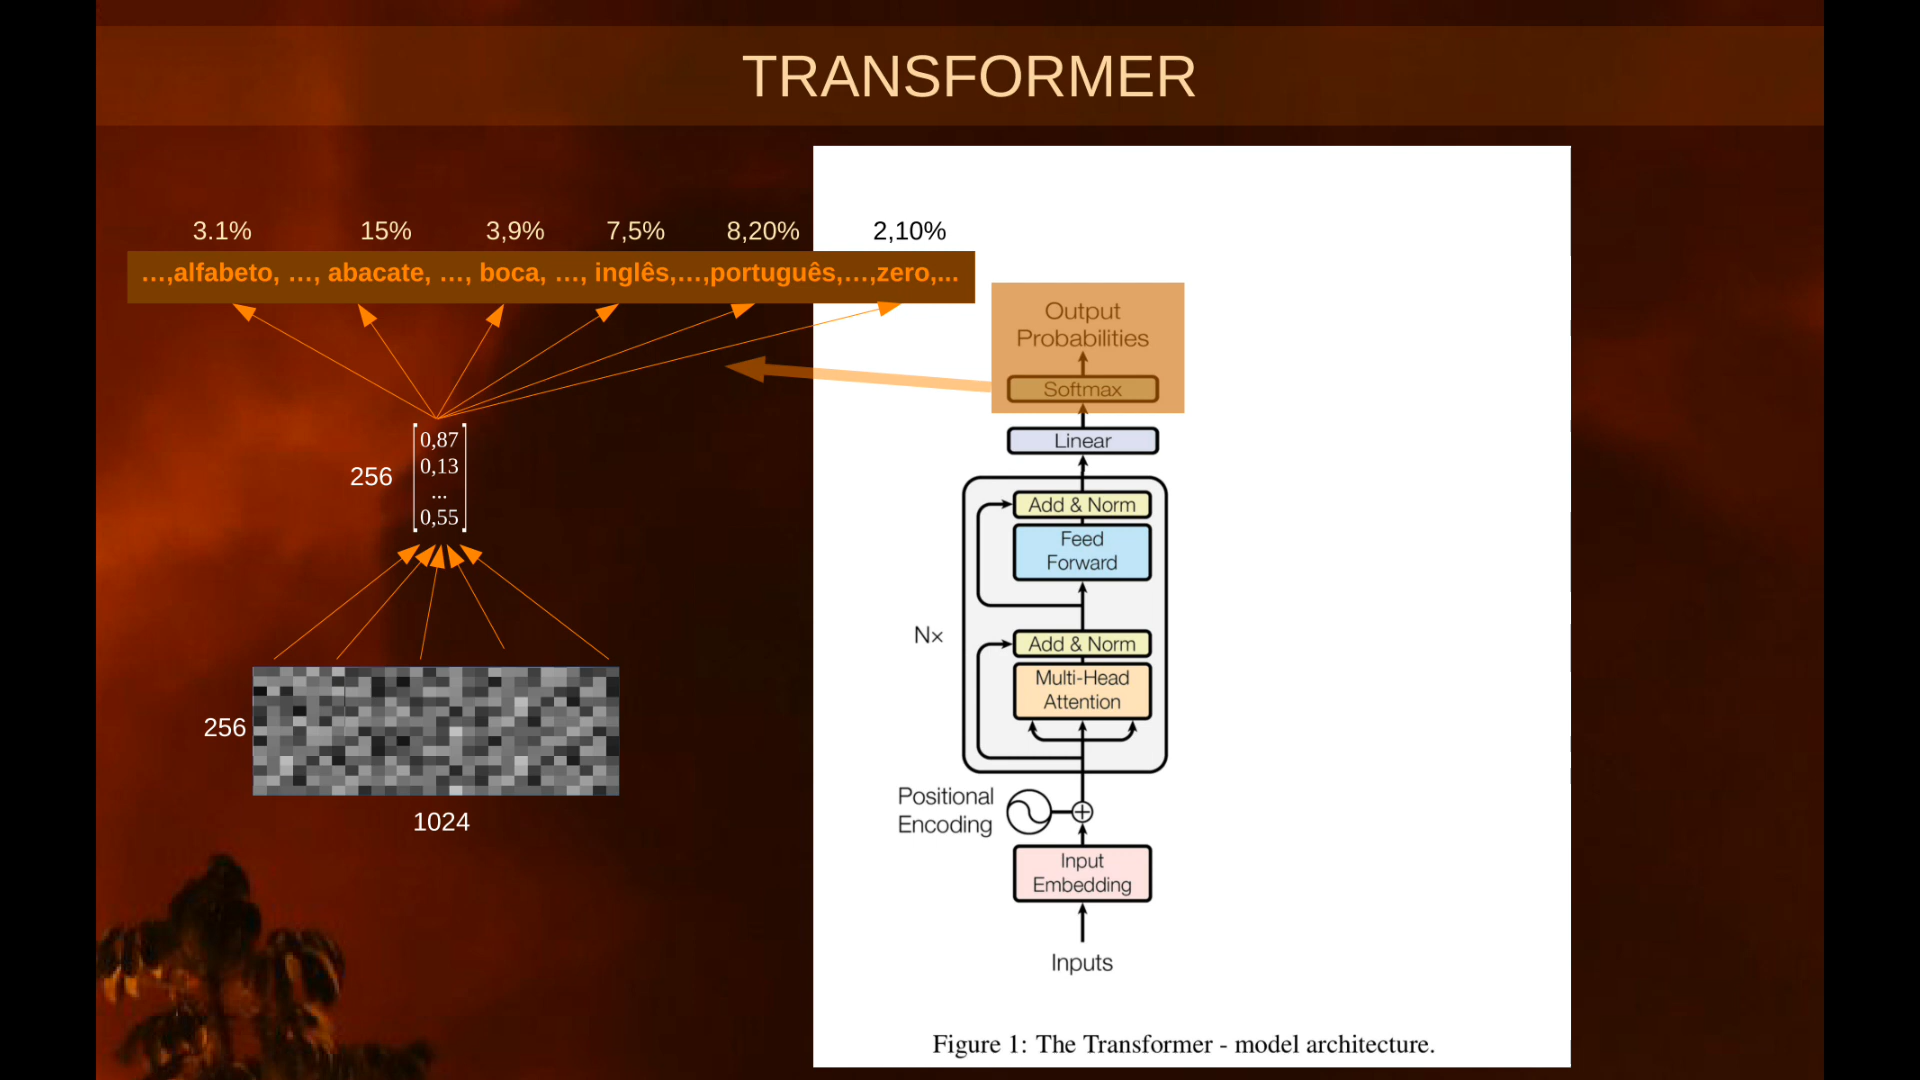 TRANSFORMER
3.1% 15% 3,9% 7,5% 8,20% 2,10%
...,alfabeto, ..., abacate, ..., boca, ..., inglês,...,português,...,zero,...
0,87
0,13
...
0,55
256
256
1024
Output
Probabilities
Softmax
Linear
Add & Norm
Feed
Forward
Nx
Add & Norm
Multi-Head
Attention
Positional
Encoding
Input
Embedding
Inputs
Figure 1: The Transformer - model architecture.